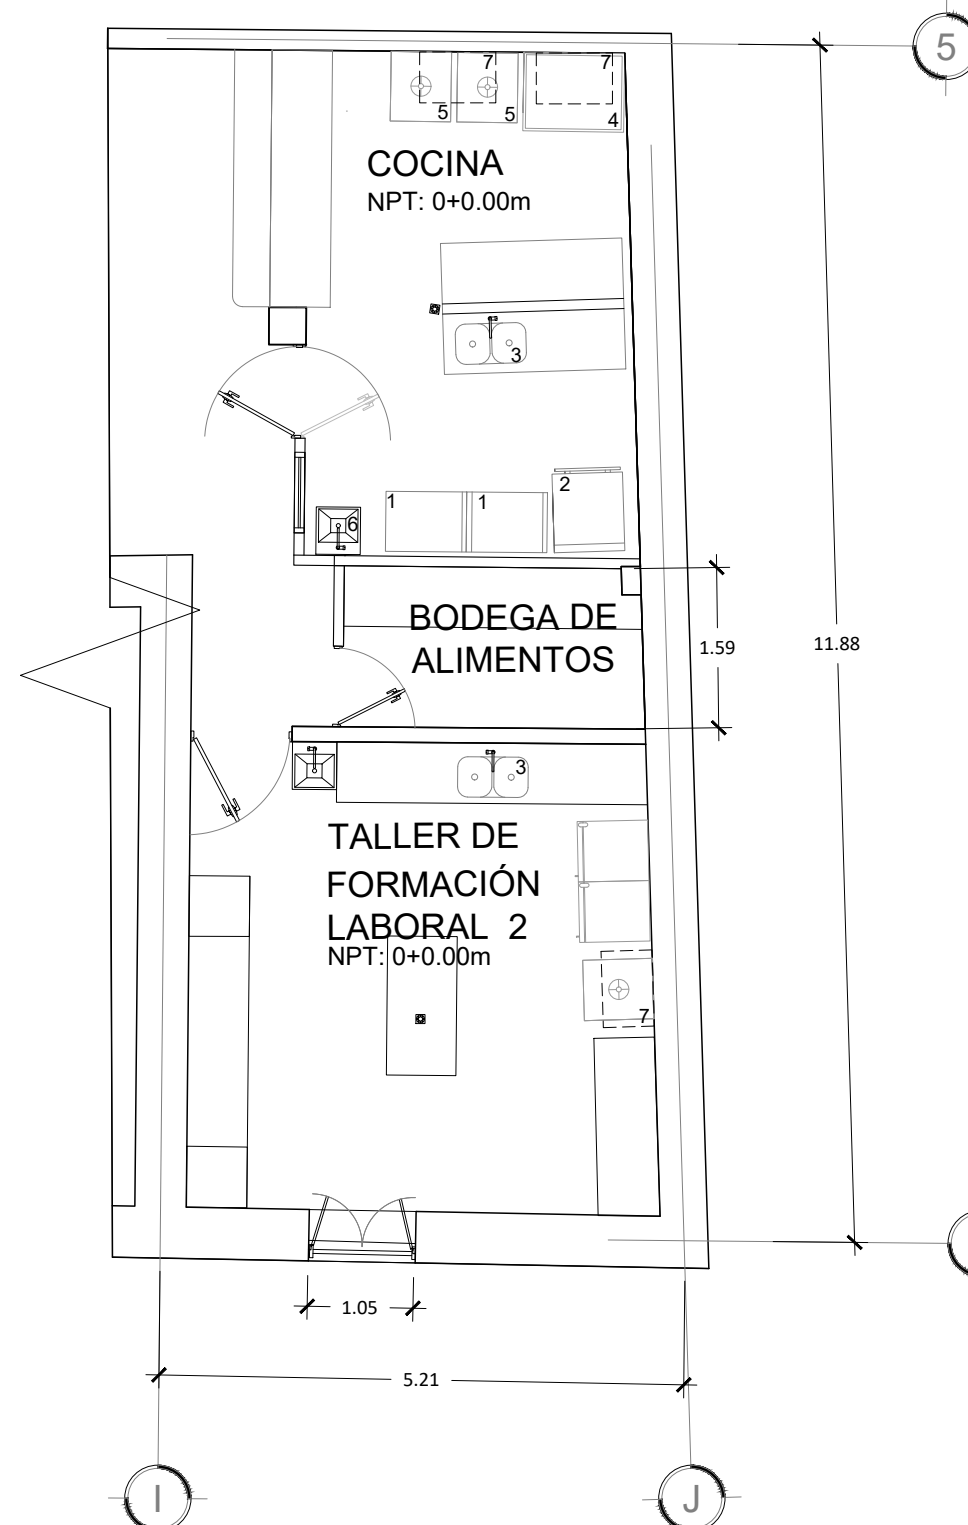 5
7
7
5
5
4
COCINA
NPT: 0+0.00m
3
2
1
1
6
BODEGA DE
ALIMENTOS
1.59
11.88
3
TALLER DE
FORMACIÓN
LABORAL 2
NPT: 0+0.00m
7
1.05
5.21
I
J